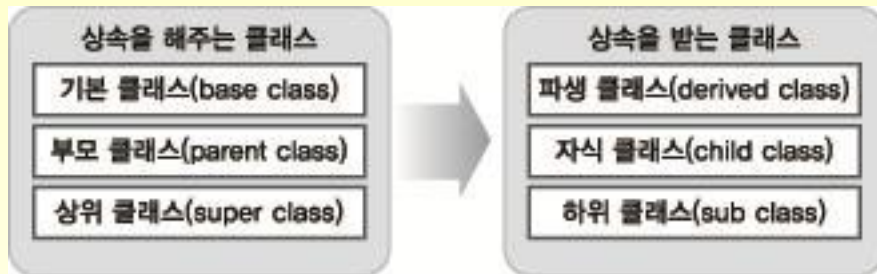 상속을 해주는 클래스
기본 클래스(base class)
부모 클래스(parent class)
상위 클래스(super class)
상속을 받는 클래스
파생 클래스(derived class)
자식 클래스(child class)
하위 클래스(sub class)